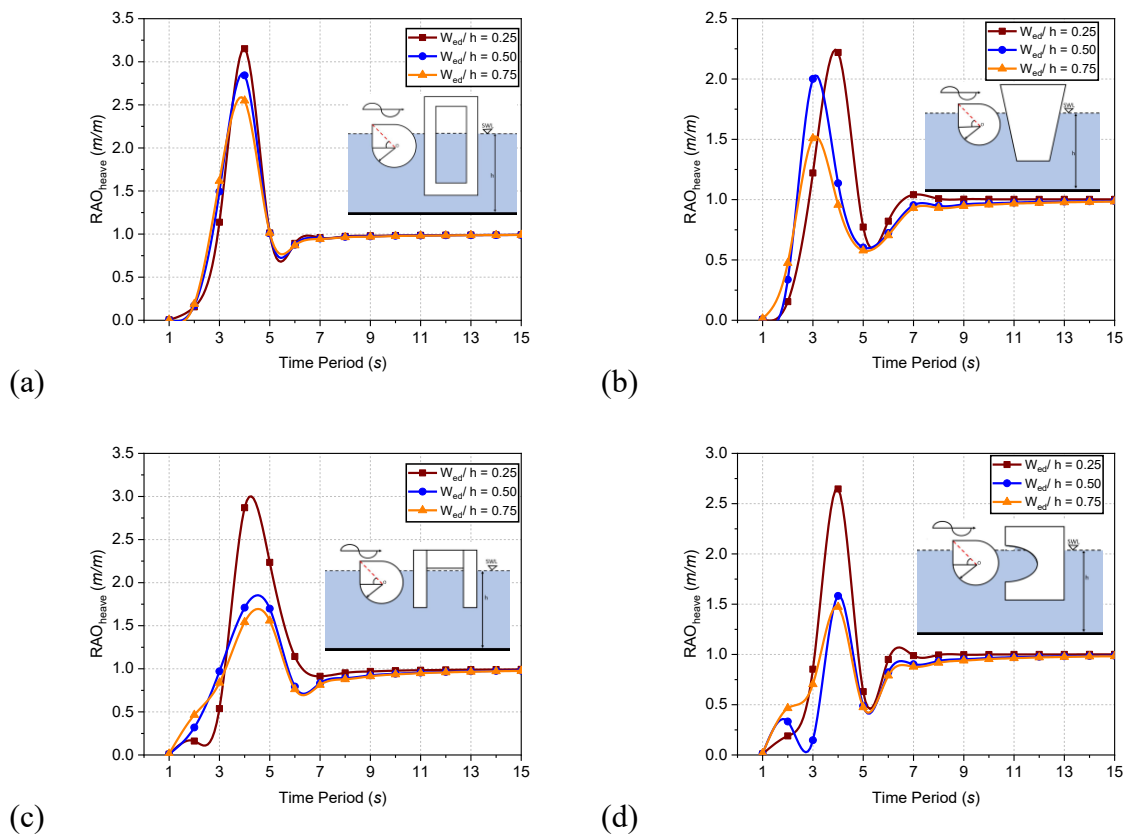 3.5
3.0
2.5
2.0
1.5
1.0
0.5
0.0
RAO_heave (m/m)
W_ed/ h = 0.25
W_ed/ h = 0.50
W_ed/ h = 0.75
SWL
h
1 3 5 7 9 11 13 15
Time Period (s)
(a)
2.5
2.0
1.5
1.0
0.5
0.0
RAO_heave (m/m)
W_ed/ h = 0.25
W_ed/ h = 0.50
W_ed/ h = 0.75
SWL
h
1 3 5 7 9 11 13 15
Time Period (s)
(b)
3.5
3.0
2.5
2.0
1.5
1.0
0.5
0.0
RAO_heave (m/m)
W_ed/ h = 0.25
W_ed/ h = 0.50
W_ed/ h = 0.75
SWL
h
1 3 5 7 9 11 13 15
Time Period (s)
(c)
3.0
2.5
2.0
1.5
1.0
0.5
0.0
RAO_heave (m/m)
W_ed/ h = 0.25
W_ed/ h = 0.50
W_ed/ h = 0.75
SWL
h
1 3 5 7 9 11 13 15
Time Period (s)
(d)